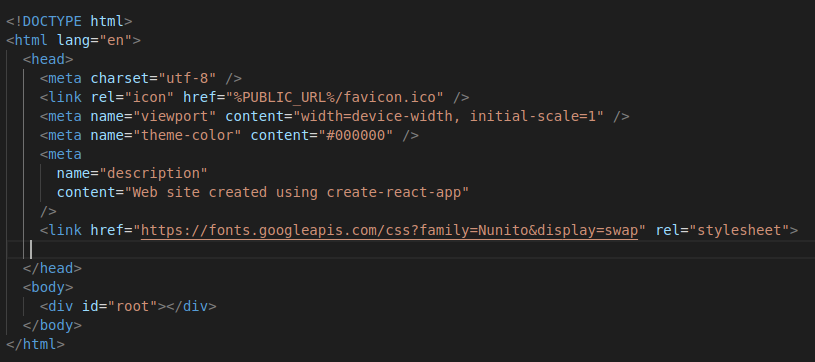 <!DOCTYPE html>
<html lang="en">
<head>
<meta charset="utf-8" />
<link rel="icon" href="%PUBLIC_URL%/favicon.ico" />
<meta name="viewport" content="width=device-width, initial-scale=1" />
<meta name="theme-color" content="#000000" />
<meta
name="description"
content="Web site created using create-react-app"
/>
<link href="https://fonts.googleapis.com/css?family=Nunito&display=swap" rel="stylesheet">
</head>
<body>
<div id="root"></div>
</body>
</html>